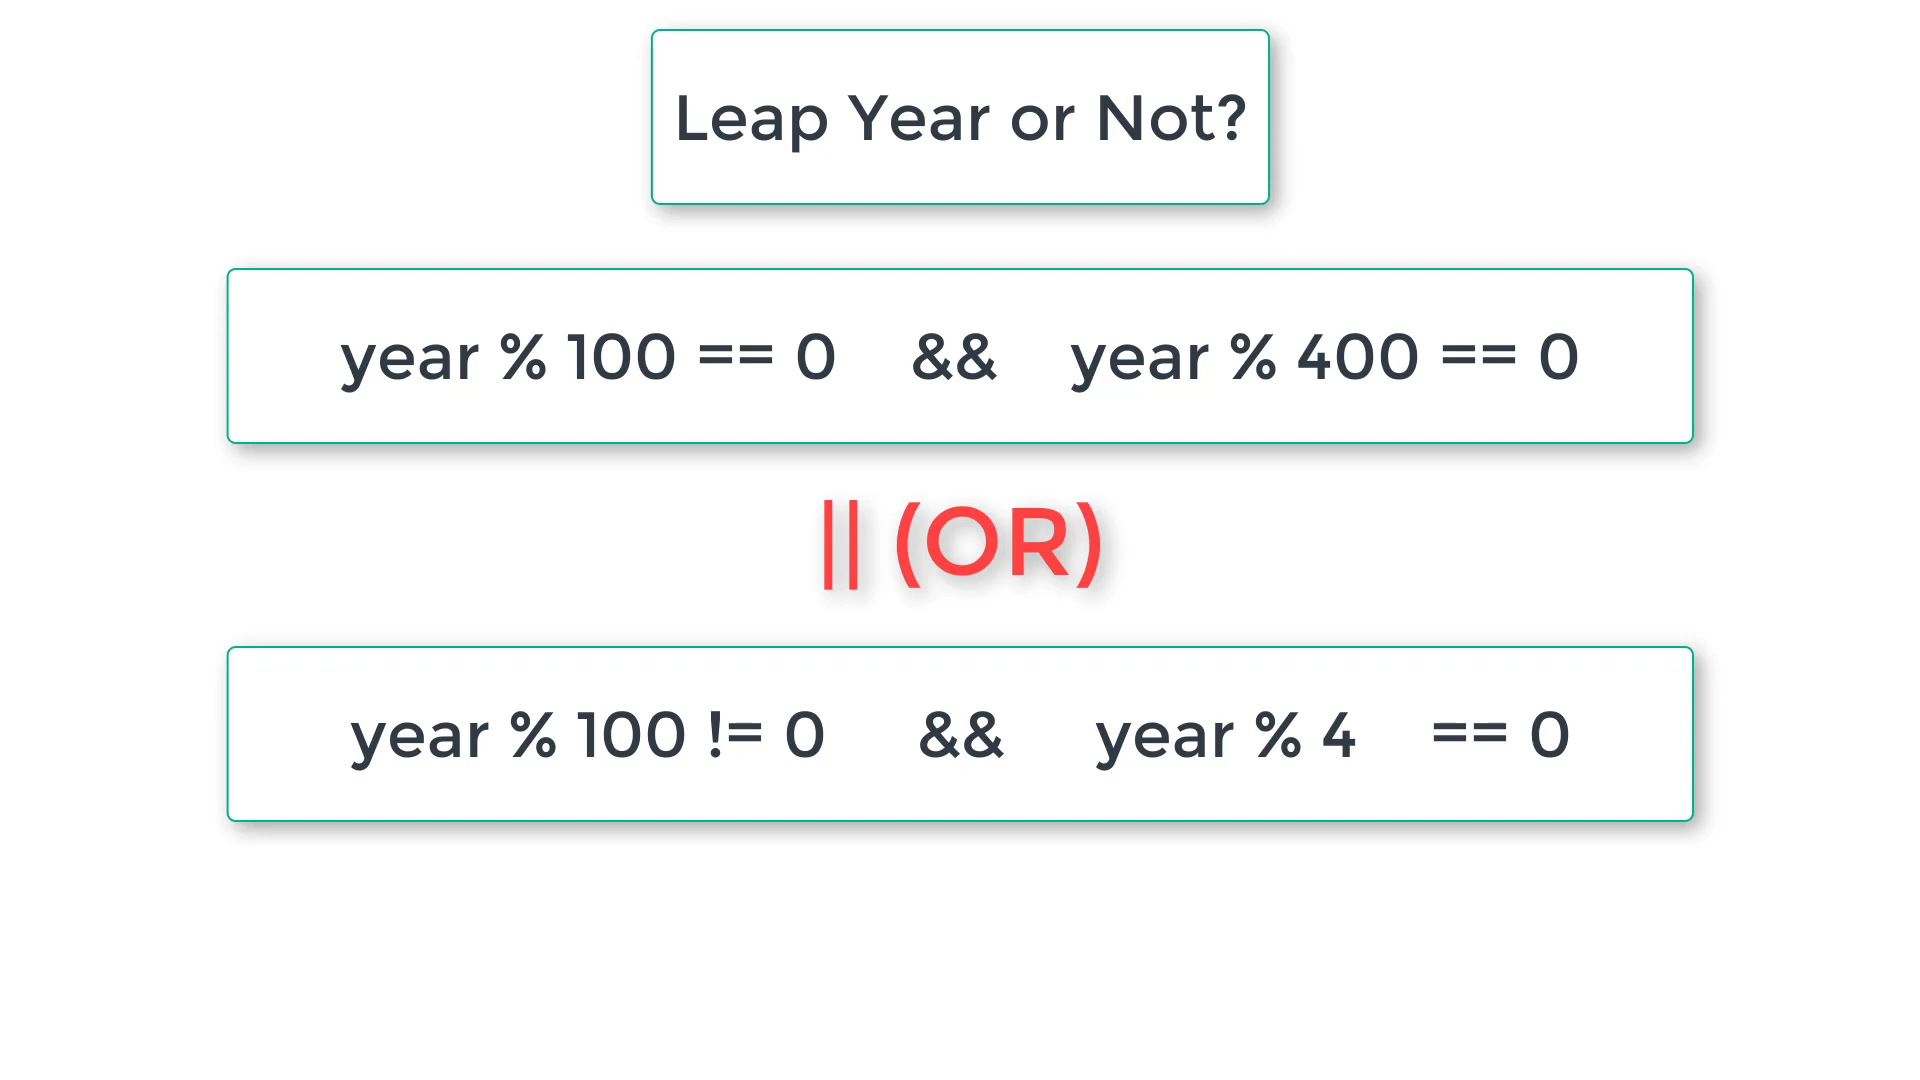 Leap Year or Not?
year % 100 == 0 && year % 400 == 0
|| (OR)
year % 100 != 0 && year % 4 == 0